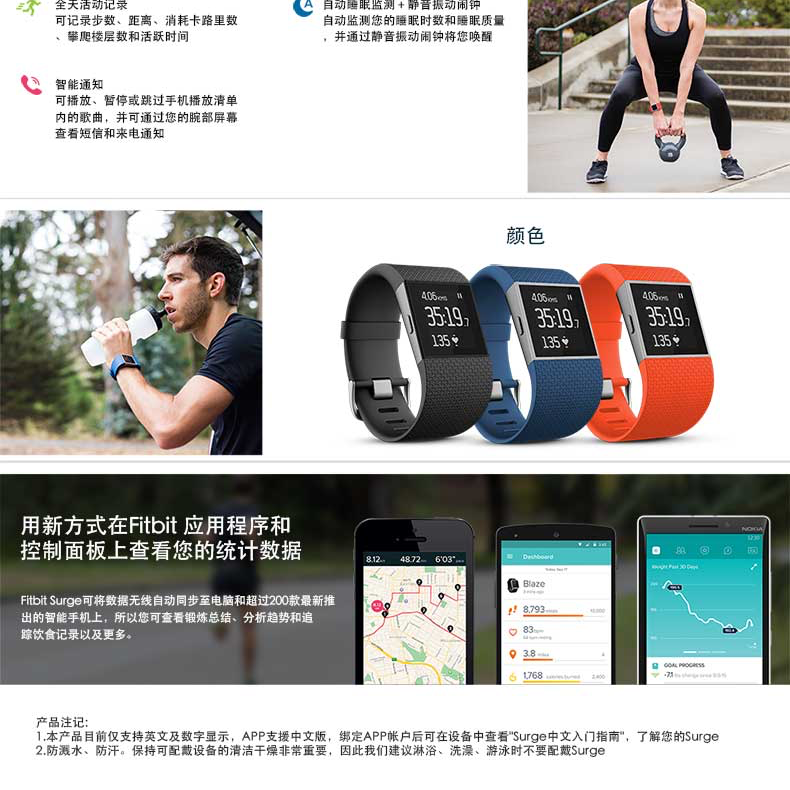 全天活动记录
可记录步数、距离、消耗卡路里数
、攀爬楼层数和活跃时间
自动睡眠监测+静音振动闹钟
自动监测您的睡眠时数和睡眠质量
，并通过静音振动闹钟将您唤醒
智能通知
可播放、暂停或跳过手机播放清单
内的歌曲，并可通过您的腕部屏幕
查看短信和来电通知
颜色
4.06 KMS
35:19.7
135
4.06 KMS
35:19.7
135
4.06 KMS
35:19.7
135
用新方式在Fitbit 应用程序和
控制面板上查看您的统计数据
Fitbit Surge可将数据无线自动同步至电脑和超过200款最新推
出的智能手机上，所以您可查看锻炼总结、分析趋势和追
踪饮食记录以及更多。
8.12 KM 48.72 MIN 6'03"
Dashboard
Blaze
8,793 10,000
83 bpm
3.8 miles
1,768 calories burned 2,400
NOKIA
12:30
Weight Past 30 Days
GOAL PROGRESS
-7.1
产品注记:
1.本产品目前仅支持英文及数字显示，APP支援中文版，绑定APP帐户后可在设备中查看"Surge中文入门指南"，了解您的Surge
2.防溅水、防汗。保持可配戴设备的清洁干燥非常重要，因此我们建议淋浴、洗澡、游泳时不要配戴Surge